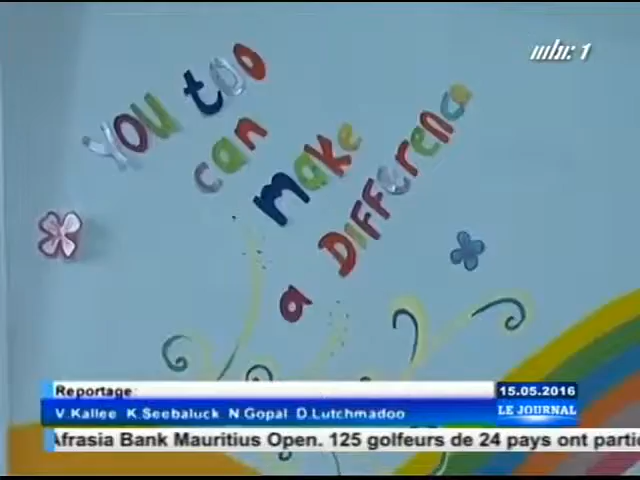 mbc 1
You too
can
make
a Difference
Reportage:
15.05.2016
V.Kallee K.Seebaluck N.Gopal D.Lutchmadoo
LE JOURNAL
Afrasia Bank Mauritius Open. 125 golfeurs de 24 pays ont partic